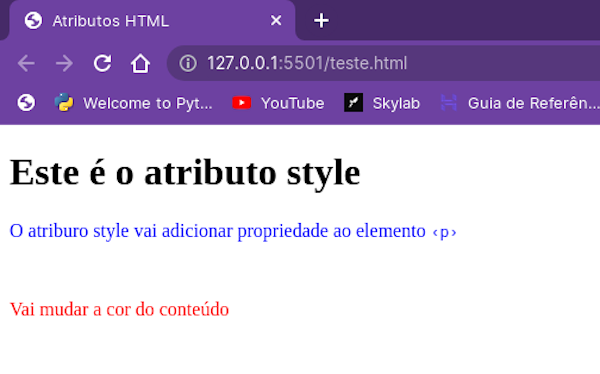 Atributos HTML
127.0.0.1:5501/teste.html
Welcome to Pyt... YouTube Skylab Guia de Referên...
Este é o atributo style
O atriburo style vai adicionar propriedade ao elemento <p>
Vai mudar a cor do conteúdo